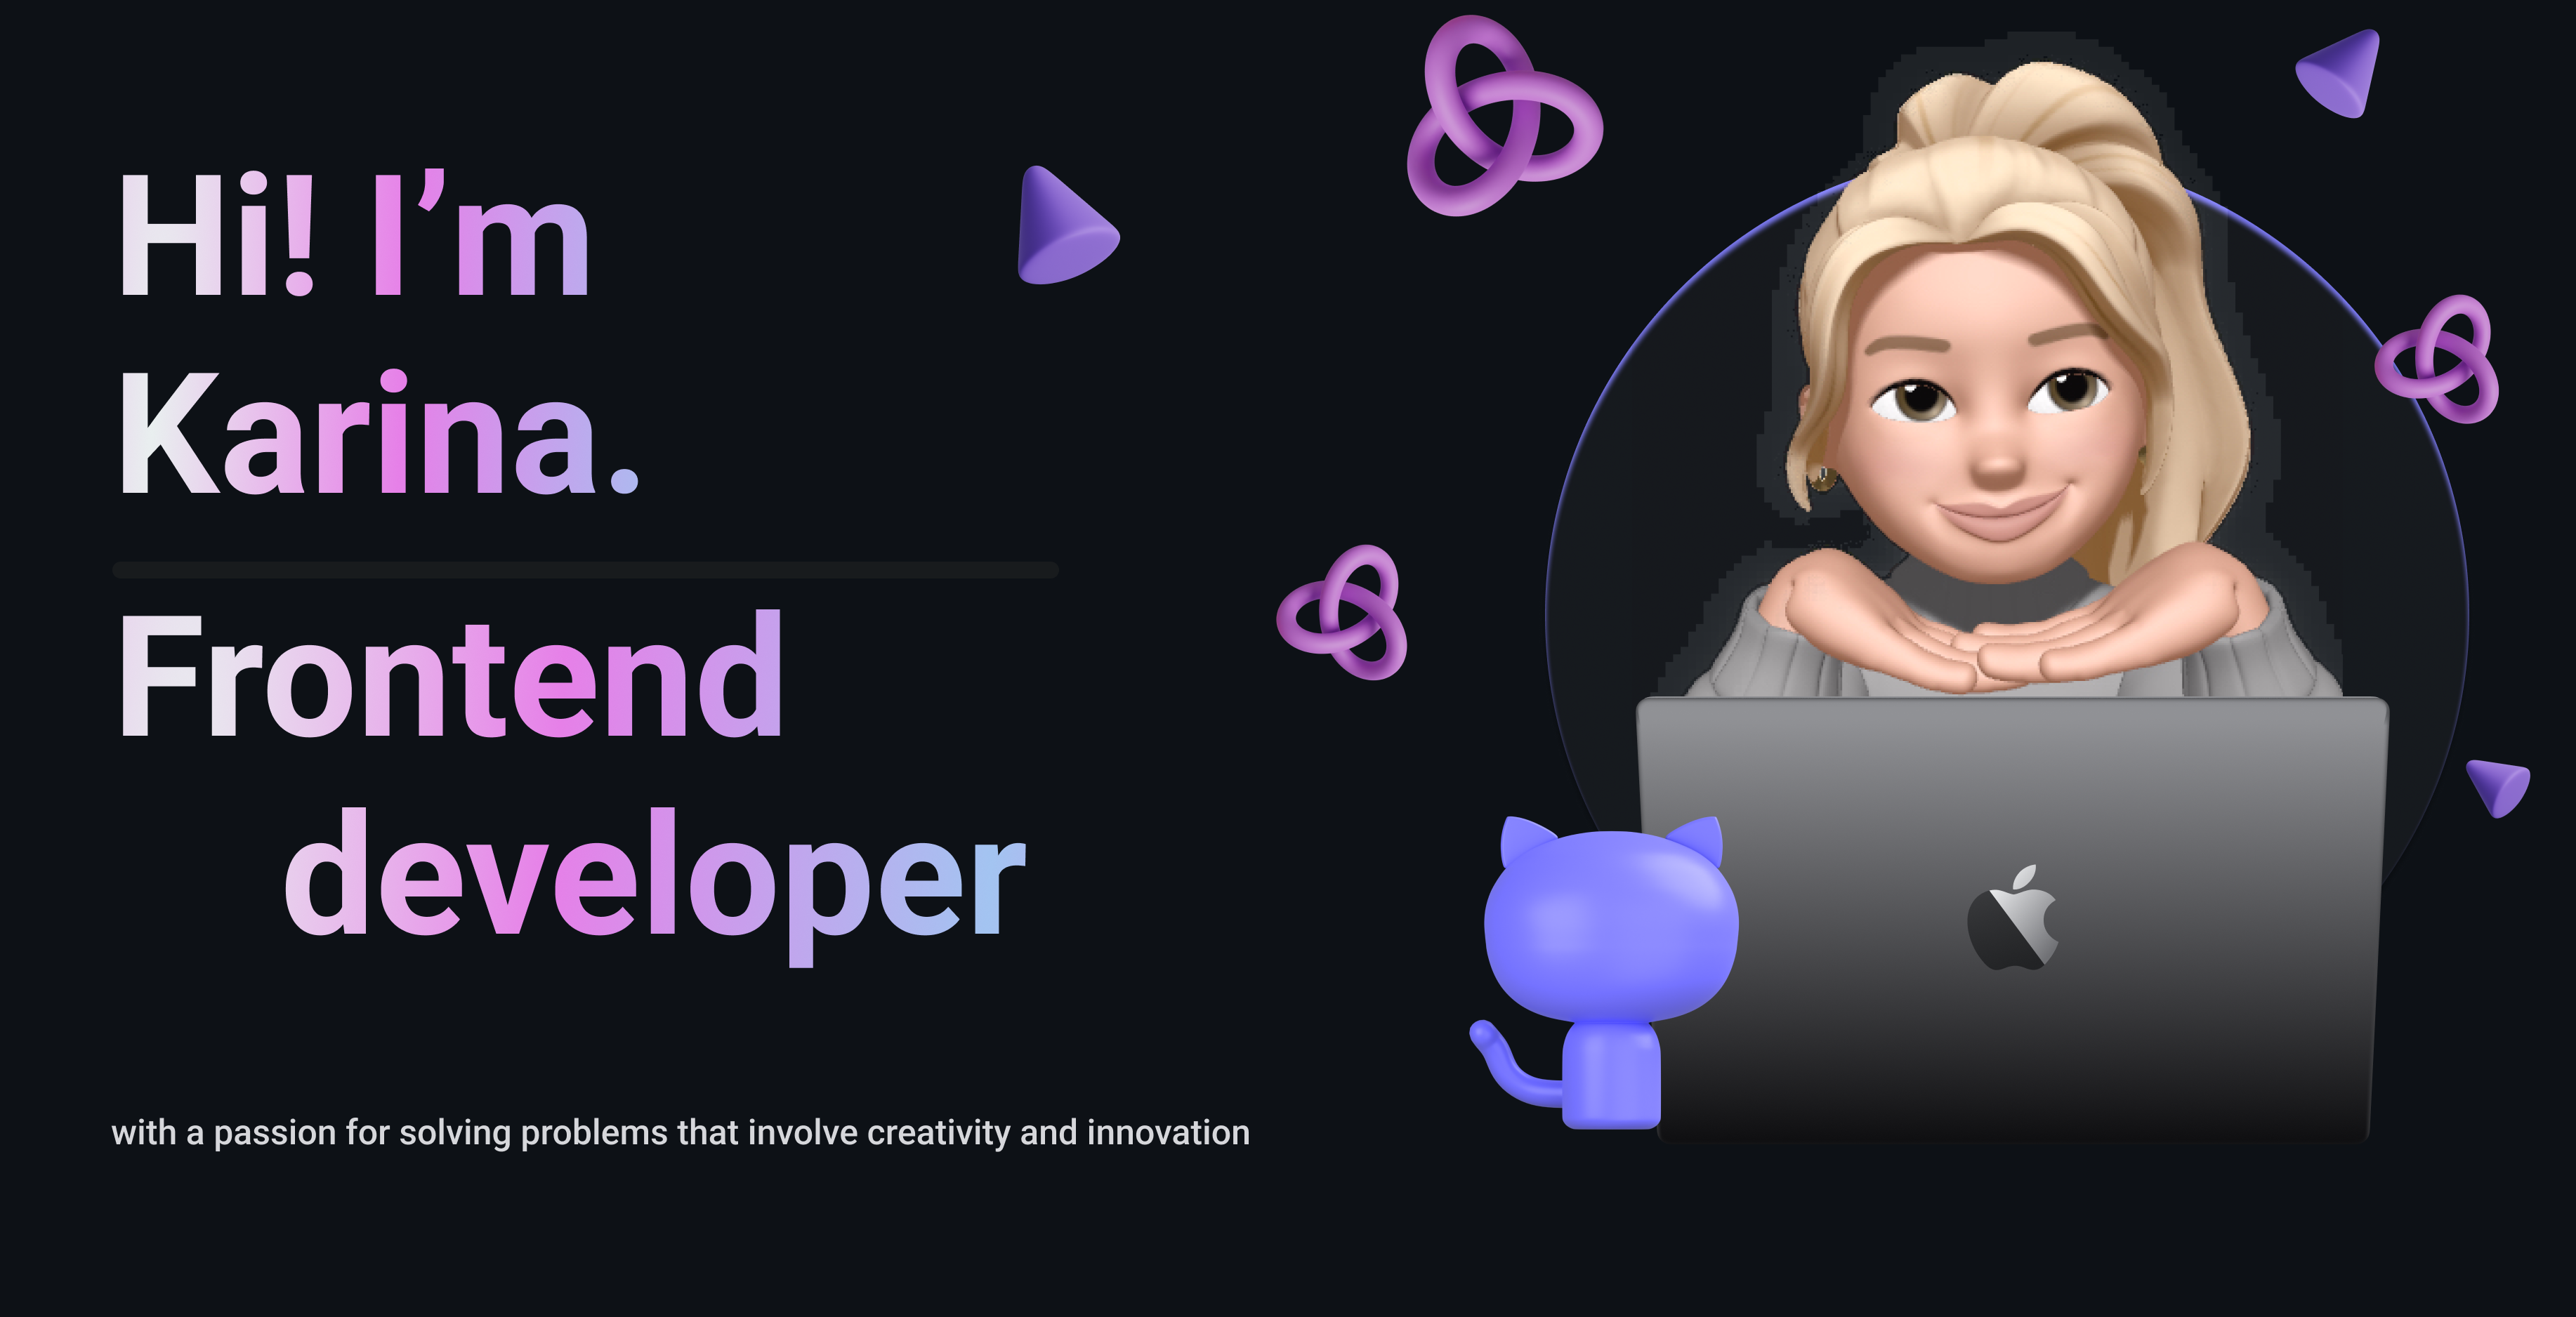 Hi! I’m
Karina.
Frontend
developer
with a passion for solving problems that involve creativity and innovation